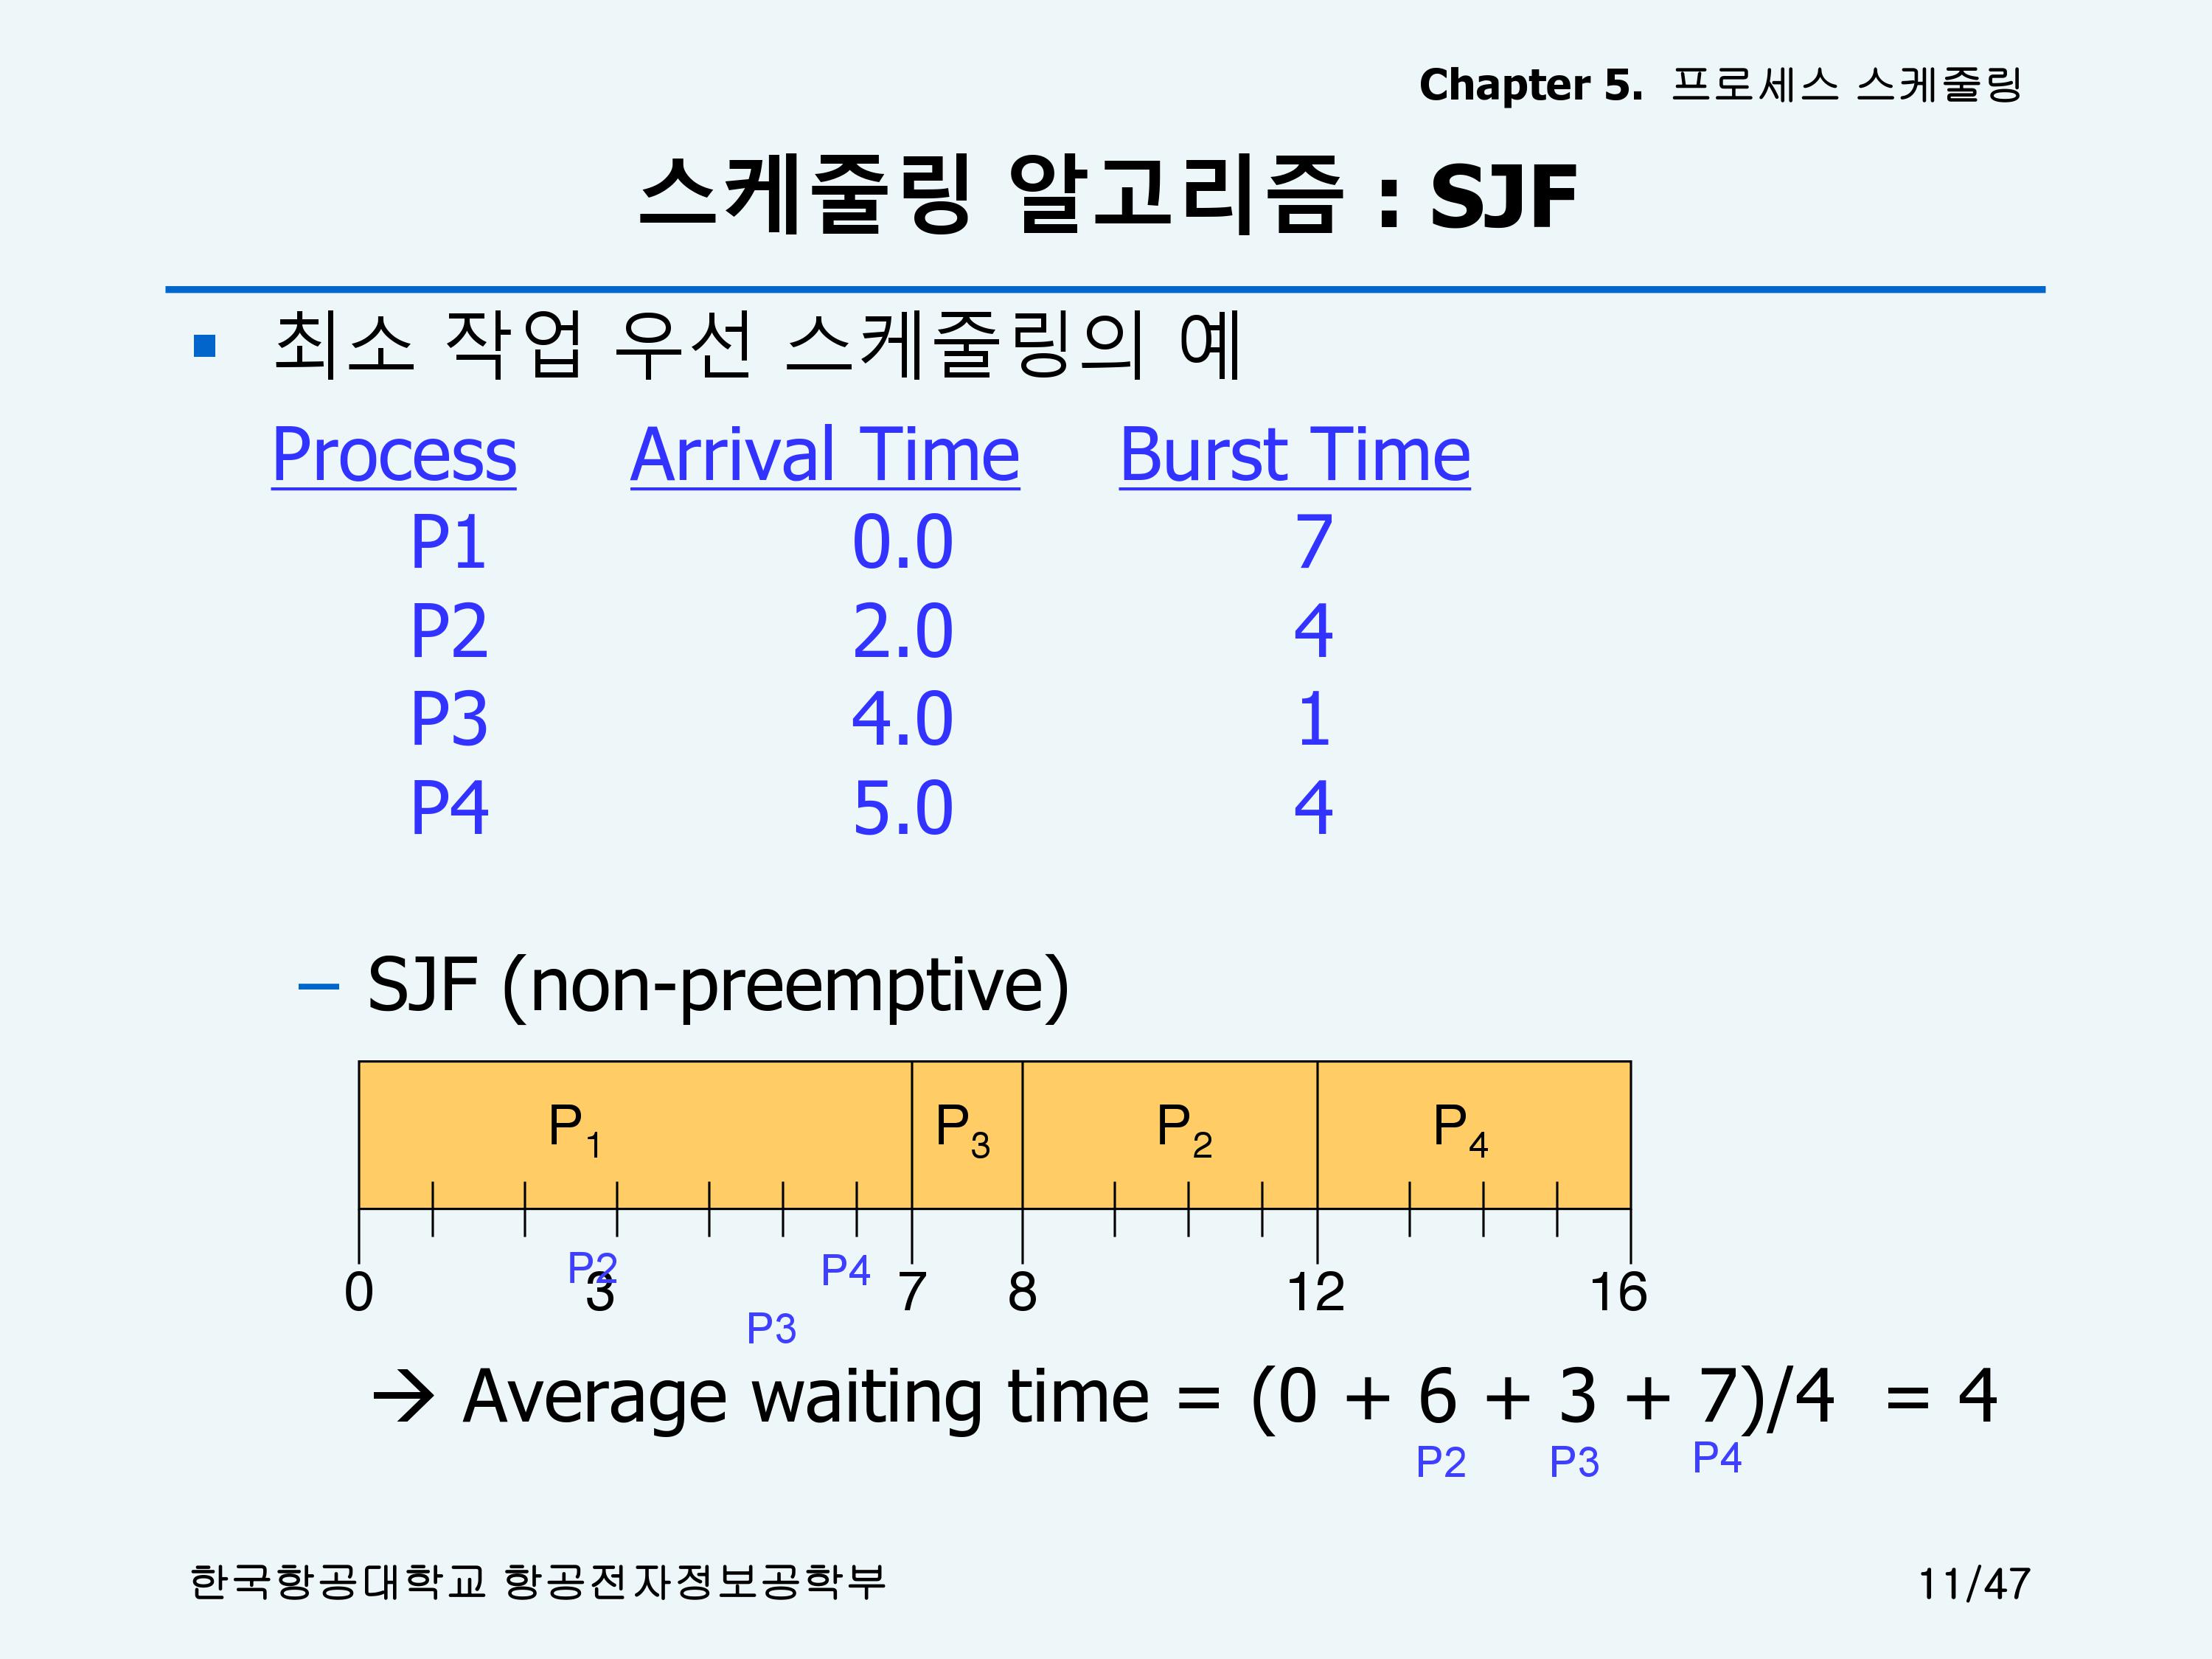 Chapter 5. 프로세스 스케줄링
스케줄링 알고리즘 : SJF
최소 작업 우선 스케줄링의 예
Process Arrival Time Burst Time
P1 0.0 7
P2 2.0 4
P3 4.0 1
P4 5.0 4
– SJF (non-preemptive)
P1 P3 P2 P4
P2 P4
0 3 7 8 12 16
P3
→ Average waiting time = (0 + 6 + 3 + 7)/4 = 4
P2 P3 P4
한국항공대학교 항공전자정보공학부 11/47